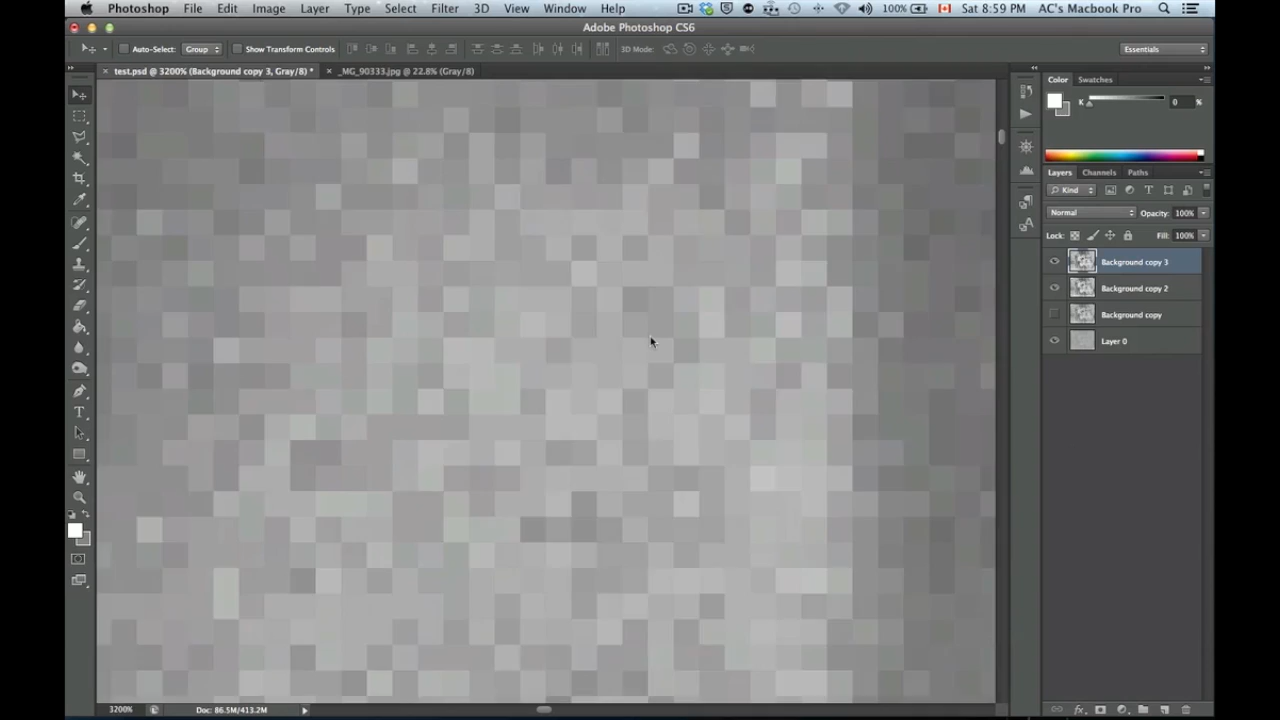 Photoshop File Edit Image Layer Type Select Filter 3D View Window Help 100% Sat 8:59 PM AC's Macbook Pro
Adobe Photoshop CS6
Auto-Select: Group Show Transform Controls 3D Mode: Essentials
test.psd @ 3200% (Background copy 3, Gray/8) * _MG_90333.jpg @ 22.8% (Gray/8)
Color Swatches
K 0 %
Layers Channels Paths
Kind
Normal Opacity: 100%
Lock: Fill: 100%
Background copy 3
Background copy 2
Background copy
Layer 0
3200% Doc: 86.5M/413.2M